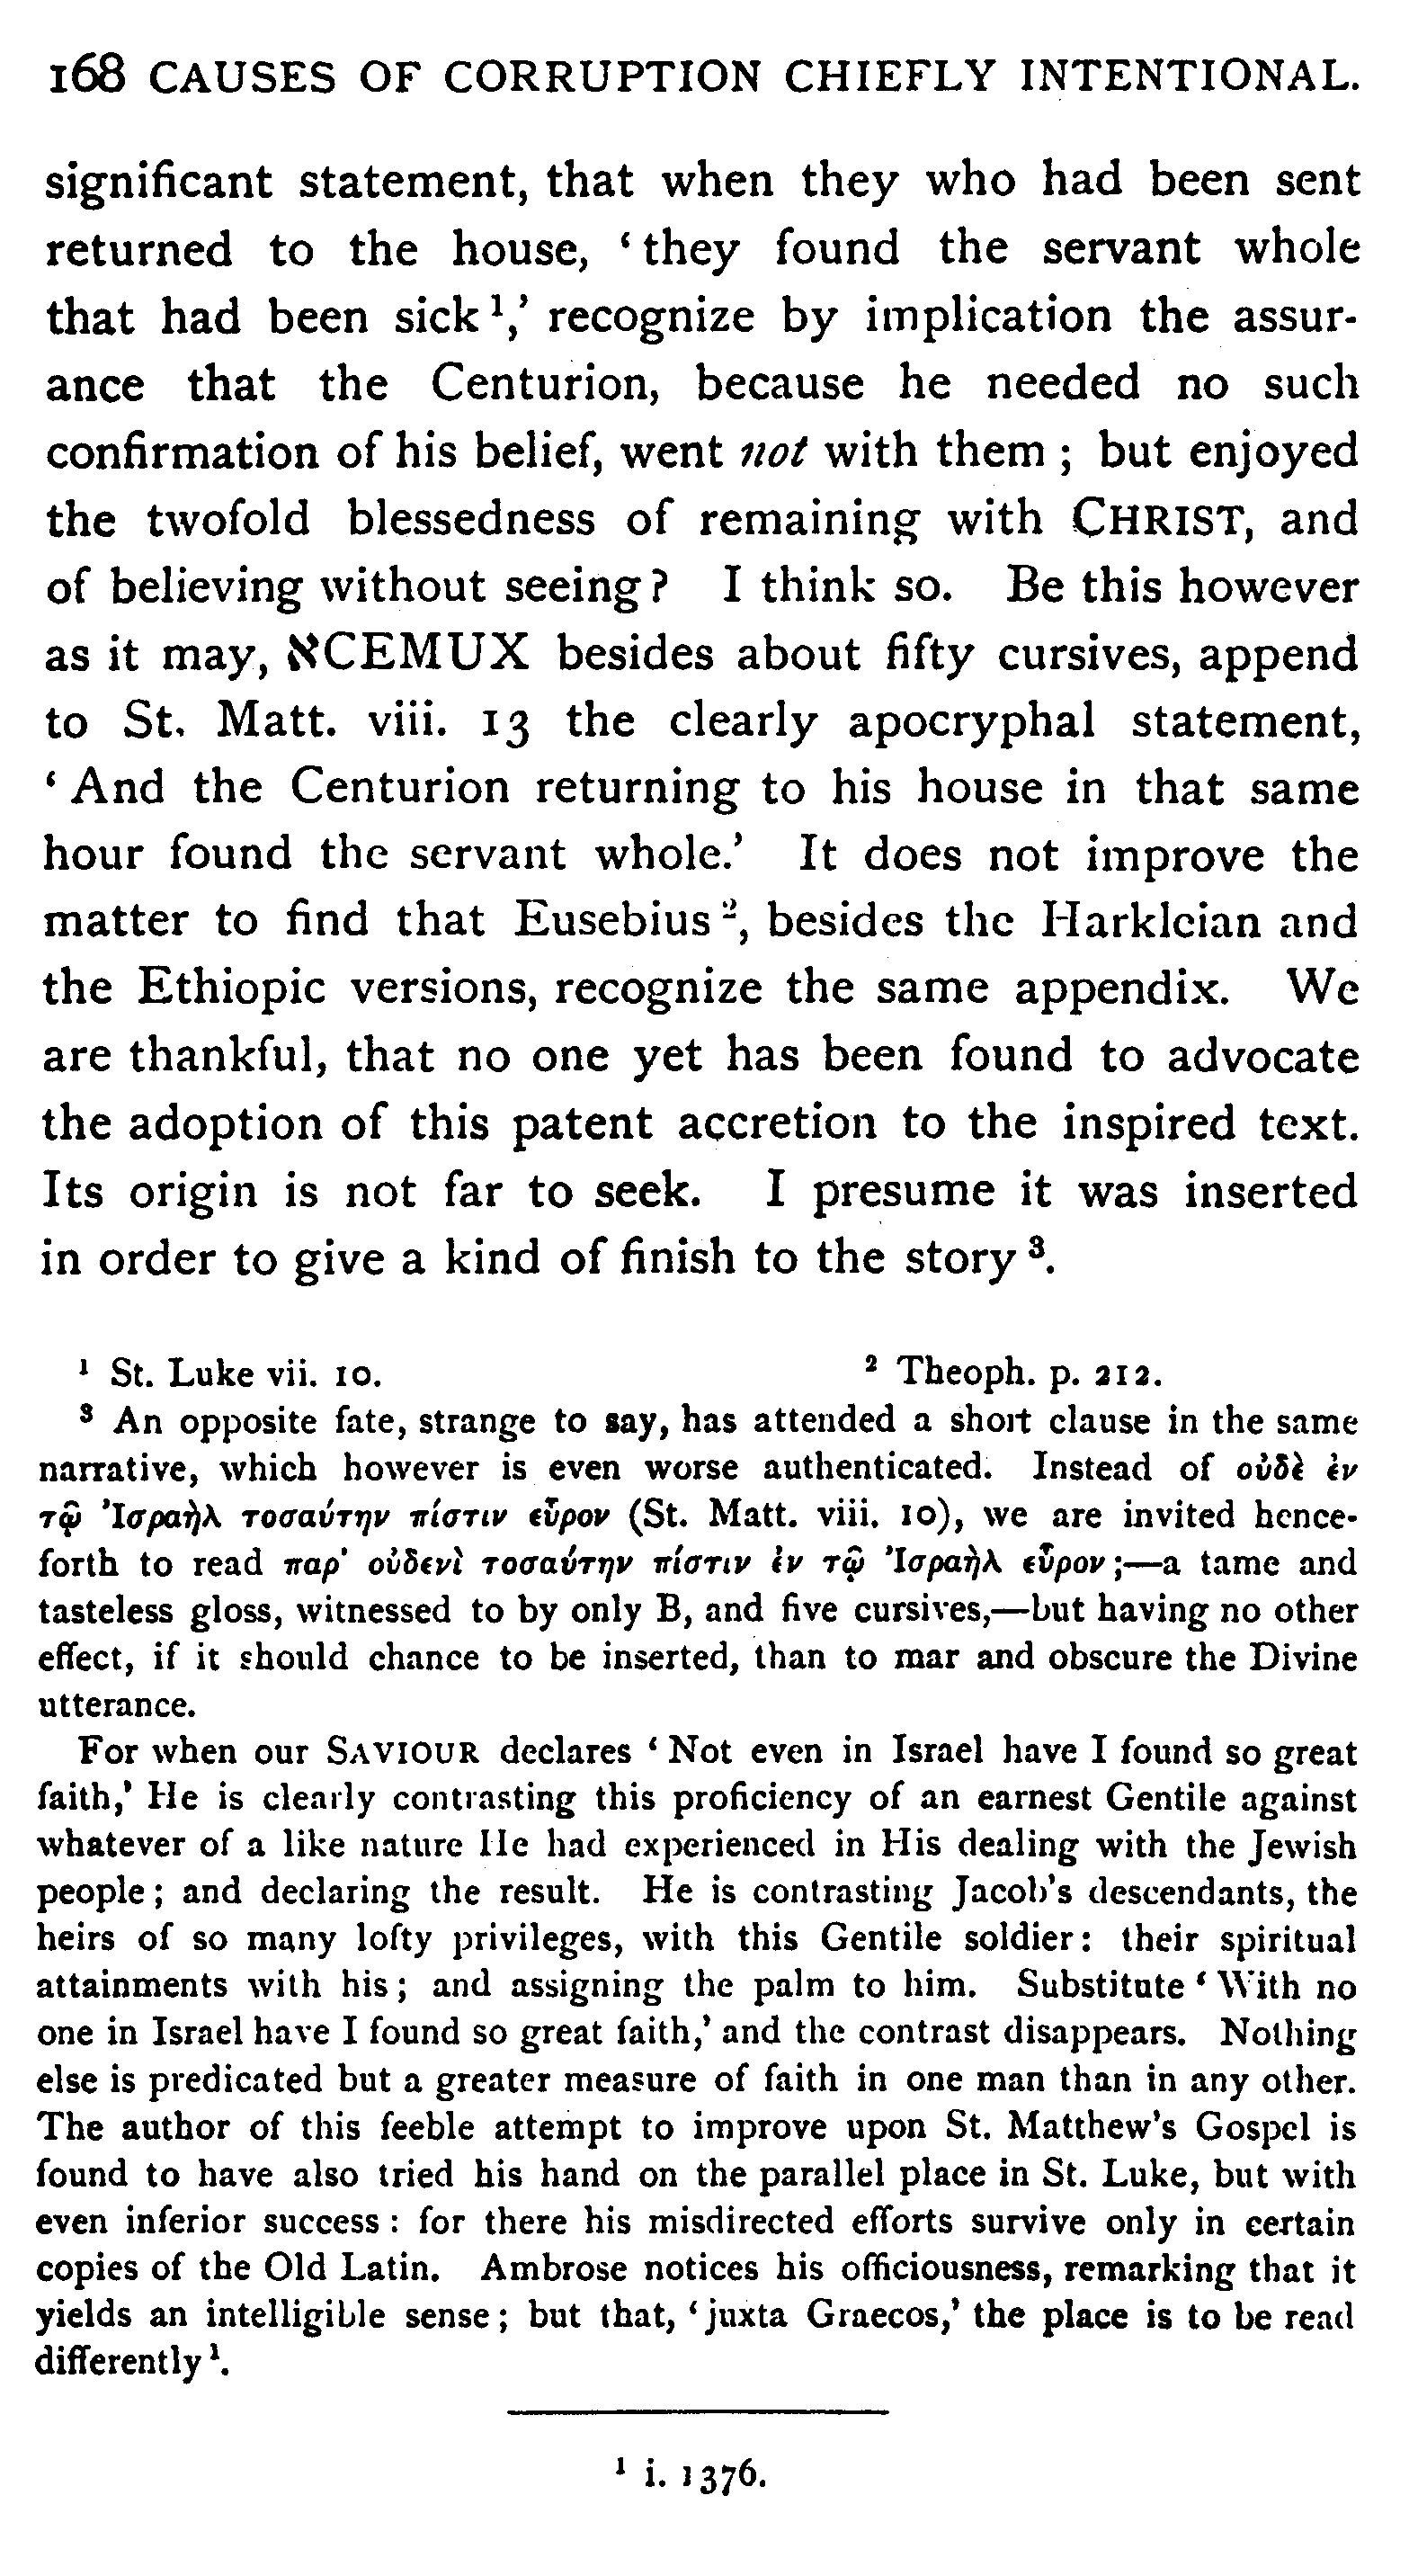 168 CAUSES OF CORRUPTION CHIEFLY INTENTIONAL.
significant statement, that when they who had been sent
returned to the house, ‘they found the servant whole
that had been sick ¹,’ recognize by implication the assur-
ance that the Centurion, because he needed no such
confirmation of his belief, went not with them ; but enjoyed
the twofold blessedness of remaining with CHRIST, and
of believing without seeing? I think so. Be this however
as it may, ℵCEMUX besides about fifty cursives, append
to St. Matt. viii. 13 the clearly apocryphal statement,
‘And the Centurion returning to his house in that same
hour found the servant whole.’ It does not improve the
matter to find that Eusebius ², besides the Harkleian and
the Ethiopic versions, recognize the same appendix. We
are thankful, that no one yet has been found to advocate
the adoption of this patent accretion to the inspired text.
Its origin is not far to seek. I presume it was inserted
in order to give a kind of finish to the story ³.
¹ St. Luke vii. 10. ² Theoph. p. 212.
³ An opposite fate, strange to say, has attended a short clause in the same
narrative, which however is even worse authenticated. Instead of οὐδὲ ἐν
τῷ Ἰσραὴλ τοσαύτην πίστιν εὗρον (St. Matt. viii. 10), we are invited hence-
forth to read παρ’ οὐδενὶ τοσαύτην πίστιν ἐν τῷ Ἰσραὴλ εὗρον ;—a tame and
tasteless gloss, witnessed to by only B, and five cursives,—but having no other
effect, if it should chance to be inserted, than to mar and obscure the Divine
utterance.
For when our SAVIOUR declares ‘Not even in Israel have I found so great
faith,’ He is clearly contrasting this proficiency of an earnest Gentile against
whatever of a like nature He had experienced in His dealing with the Jewish
people ; and declaring the result. He is contrasting Jacob’s descendants, the
heirs of so many lofty privileges, with this Gentile soldier : their spiritual
attainments with his ; and assigning the palm to him. Substitute ‘With no
one in Israel have I found so great faith,’ and the contrast disappears. Nothing
else is predicated but a greater measure of faith in one man than in any other.
The author of this feeble attempt to improve upon St. Matthew’s Gospel is
found to have also tried his hand on the parallel place in St. Luke, but with
even inferior success : for there his misdirected efforts survive only in certain
copies of the Old Latin. Ambrose notices his officiousness, remarking that it
yields an intelligible sense ; but that, ‘juxta Graecos,’ the place is to be read
differently ¹.
¹ i. 1376.